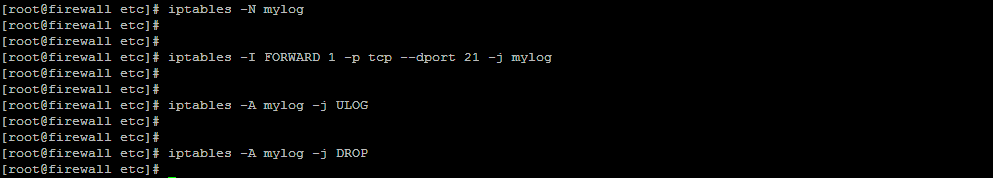 [root@firewall etc]# iptables -N mylog
[root@firewall etc]#
[root@firewall etc]#
[root@firewall etc]# iptables -I FORWARD 1 -p tcp --dport 21 -j mylog
[root@firewall etc]#
[root@firewall etc]#
[root@firewall etc]# iptables -A mylog -j ULOG
[root@firewall etc]#
[root@firewall etc]#
[root@firewall etc]# iptables -A mylog -j DROP
[root@firewall etc]#